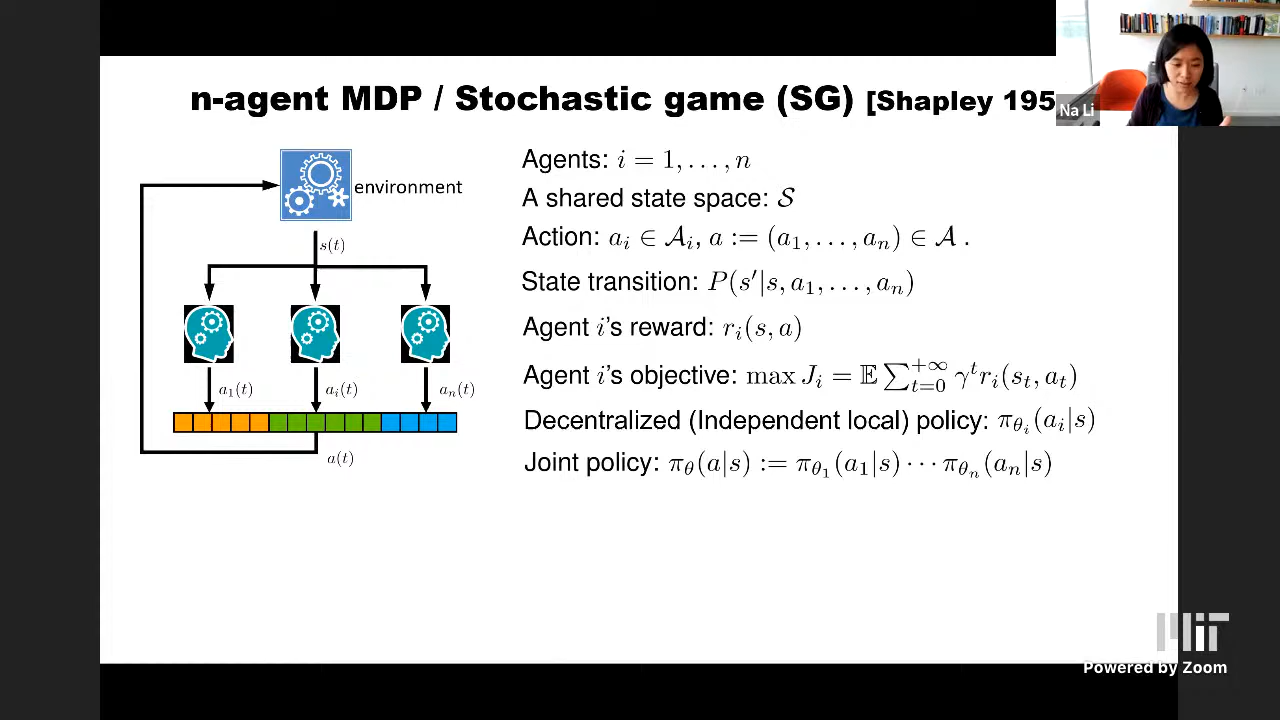 n-agent MDP / Stochastic game (SG) [Shapley 195
Na Li
environment
s(t)
a₁(t)
aᵢ(t)
aₙ(t)
a(t)
Agents: i = 1, . . . , n
A shared state space: 𝒮
Action: aᵢ ∈ 𝒜ᵢ, a := (a₁, . . . , aₙ) ∈ 𝒜 .
State transition: P(s′|s, a₁, . . . , aₙ)
Agent i’s reward: rᵢ(s, a)
Agent i’s objective: max Jᵢ = 𝔼 ∑_{t=0}^{+∞} γᵗrᵢ(sₜ, aₜ)
Decentralized (Independent local) policy: π_{θᵢ}(aᵢ|s)
Joint policy: π_θ(a|s) := π_{θ₁}(a₁|s) · · · π_{θₙ}(aₙ|s)
MIT
Powered by Zoom